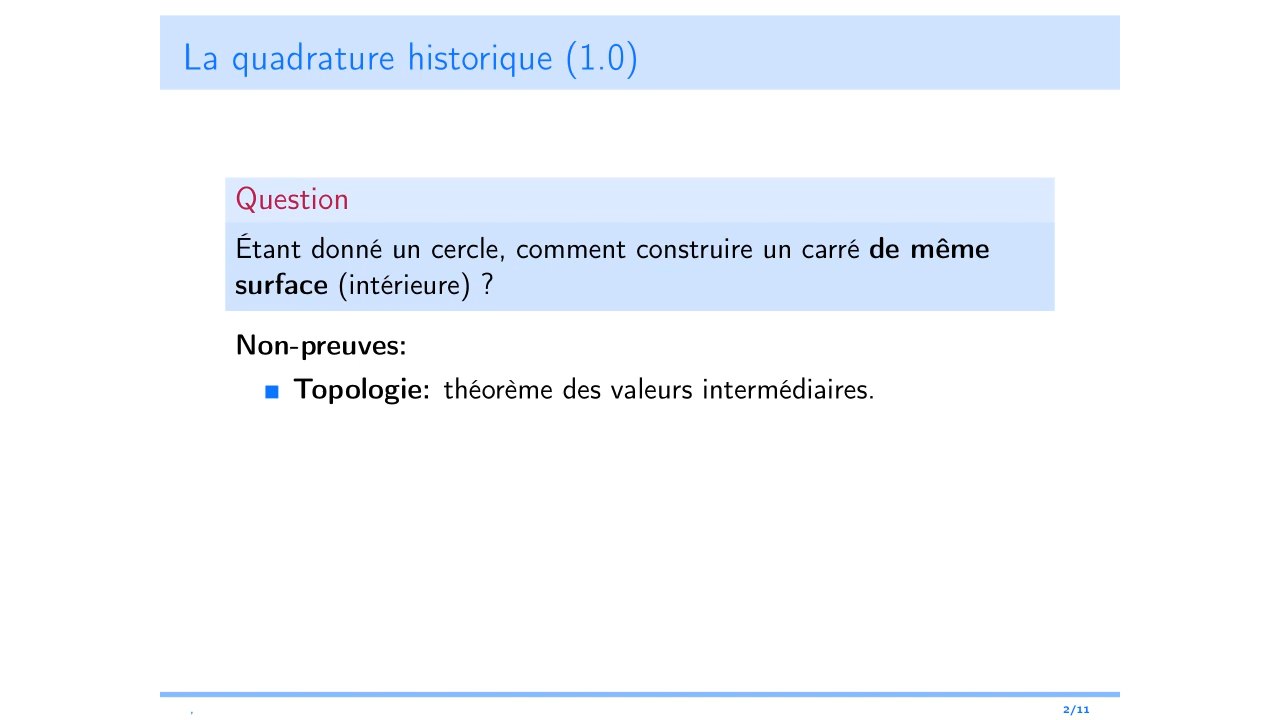 La quadrature historique (1.0)
Question
Étant donné un cercle, comment construire un carré de même
surface (intérieure) ?
Non-preuves:
Topologie: théorème des valeurs intermédiaires.
,
2/11